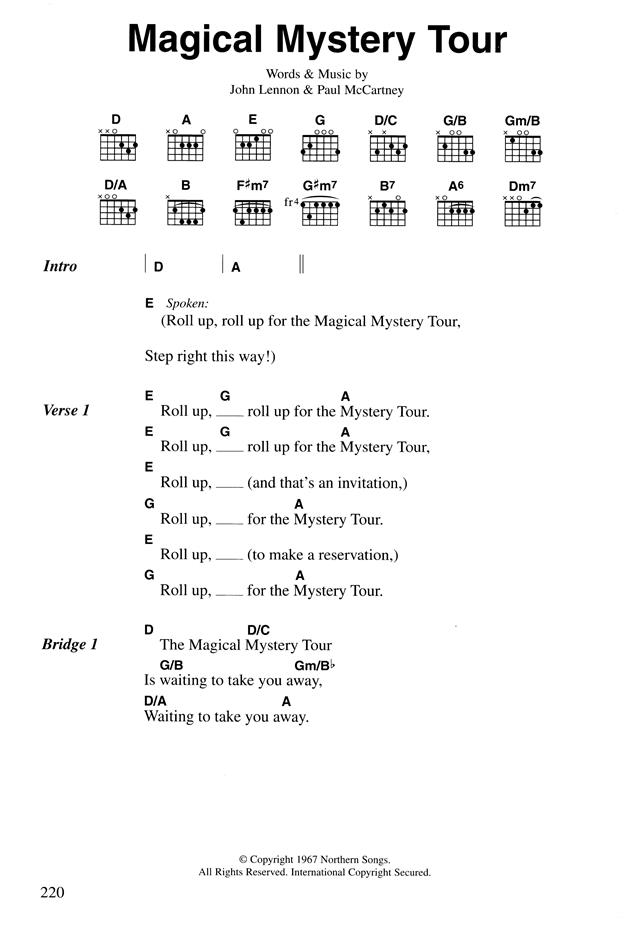 Magical Mystery Tour
Words & Music by
John Lennon & Paul McCartney
D A E G D/C G/B Gm/B
D/A B F♯m7 G♯m7 B7 A6 Dm7
fr4
Intro D A
E Spoken:
(Roll up, roll up for the Magical Mystery Tour,
Step right this way!)
E G A
Verse 1 Roll up, ___ roll up for the Mystery Tour.
E G A
Roll up, ___ roll up for the Mystery Tour,
E
Roll up, ___ (and that's an invitation,)
G A
Roll up, ___ for the Mystery Tour.
E
Roll up, ___ (to make a reservation,)
G A
Roll up, ___ for the Mystery Tour.
D D/C
Bridge 1 The Magical Mystery Tour
G/B Gm/B♭
Is waiting to take you away,
D/A A
Waiting to take you away.
© Copyright 1967 Northern Songs.
All Rights Reserved. International Copyright Secured.
220